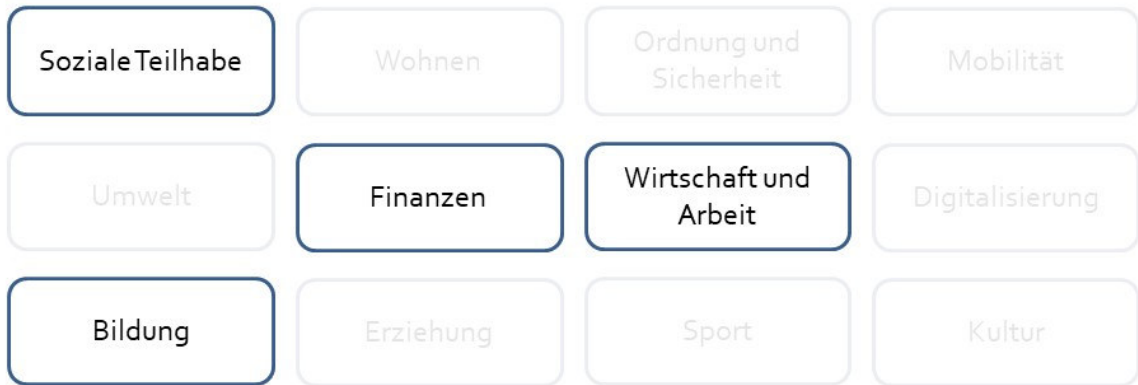 Soziale Teilhabe
Wohnen
Ordnung und
Sicherheit
Mobilität
Umwelt
Finanzen
Wirtschaft und
Arbeit
Digitalisierung
Bildung
Erziehung
Sport
Kultur